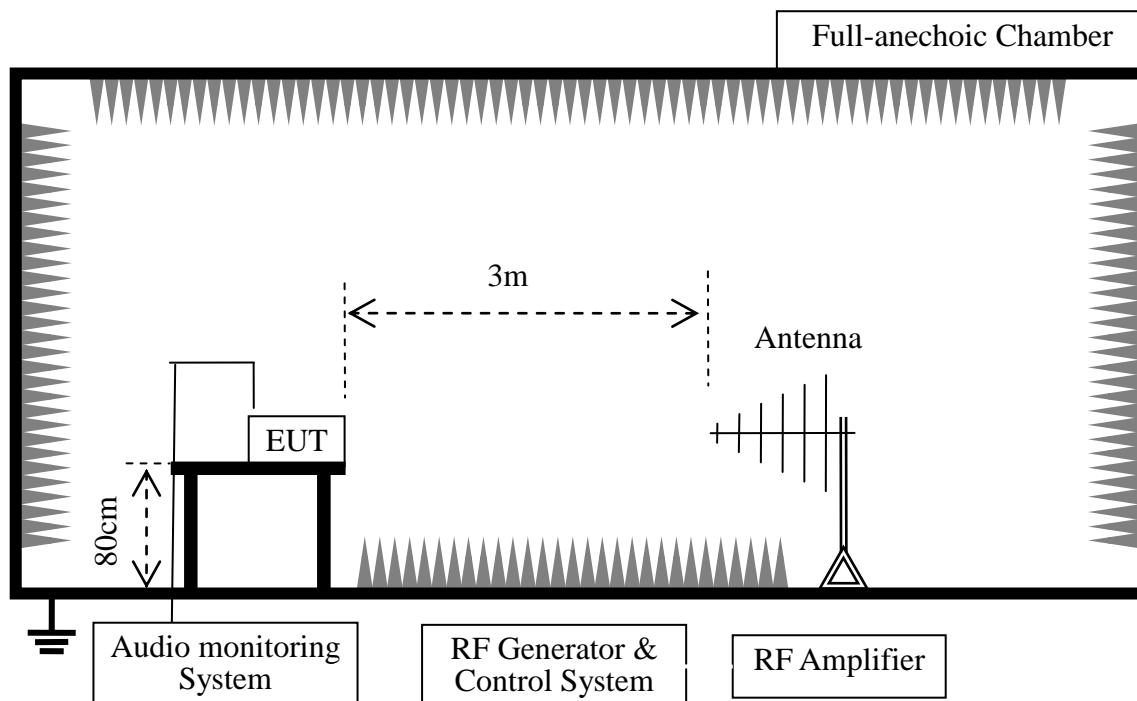 Full-anechoic Chamber
3m
Antenna
EUT
80cm
Audio monitoring
System
RF Generator &
Control System
RF Amplifier